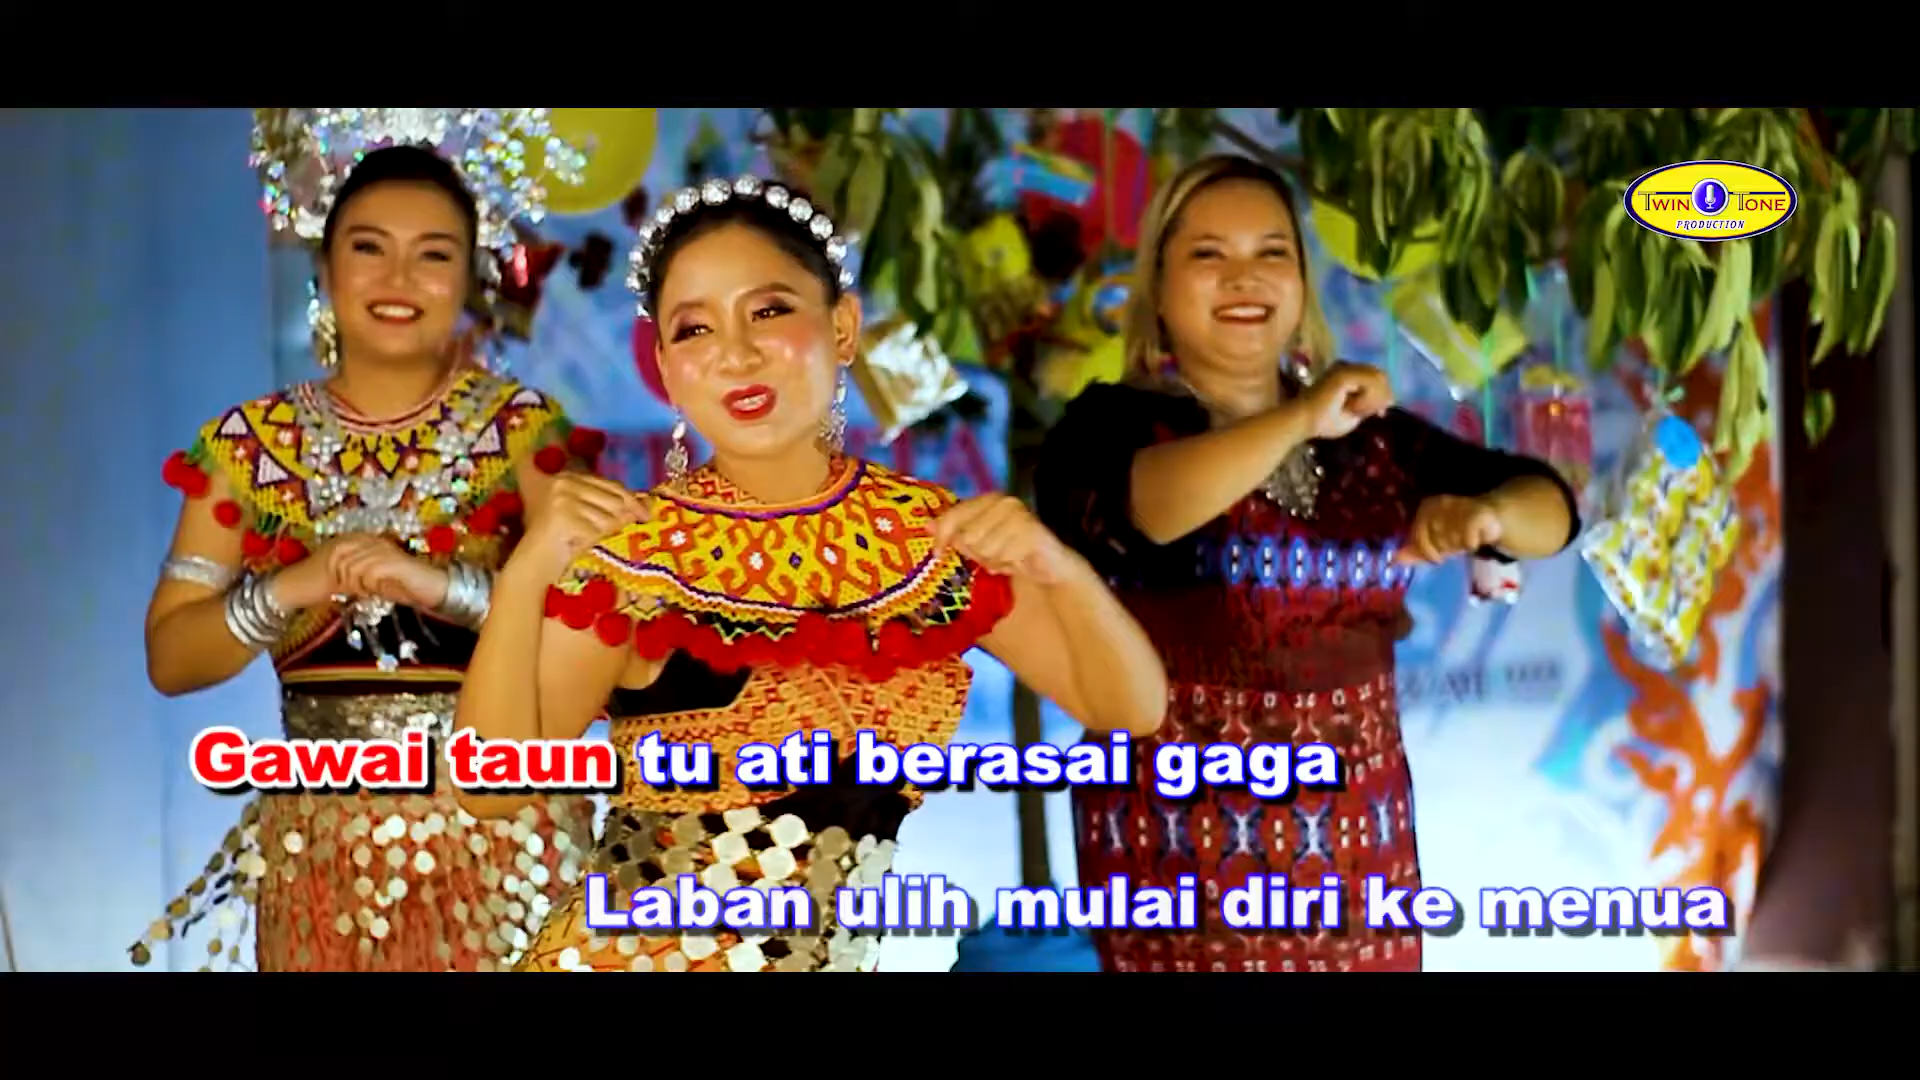 TWIN TONE
PRODUCTION
Gawai taun tu ati berasai gaga
Laban ulih mulai diri ke menua